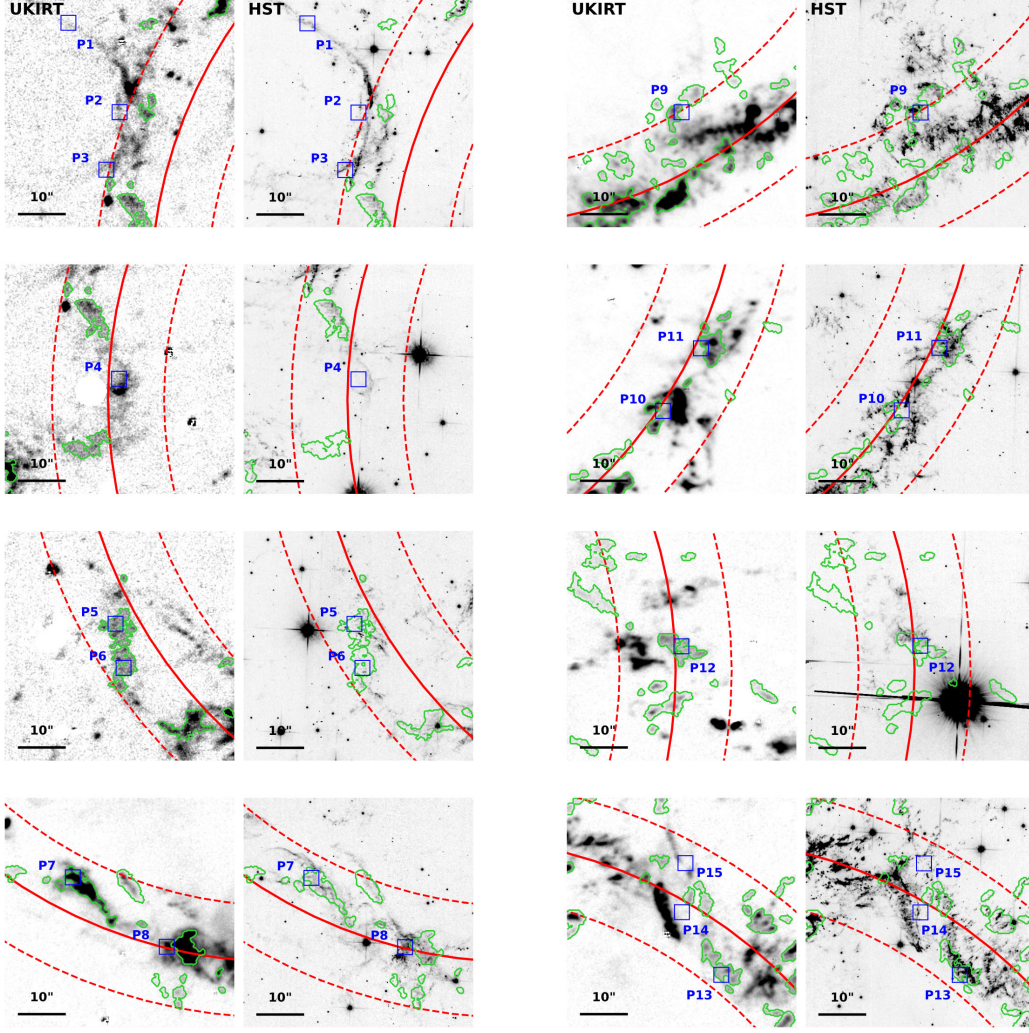 UKIRT HST UKIRT HST
P1 P1
P2 P2 P9 P9
P3 P3
10" 10" 10" 10"
P11 P11
P4 P4
P10 P10
10" 10" 10" 10"
P5 P5
P6 P6 P12 P12
10" 10" 10" 10"
P7 P7 P15 P15
P8 P8 P14 P14
P13 P13
10" 10" 10" 10"